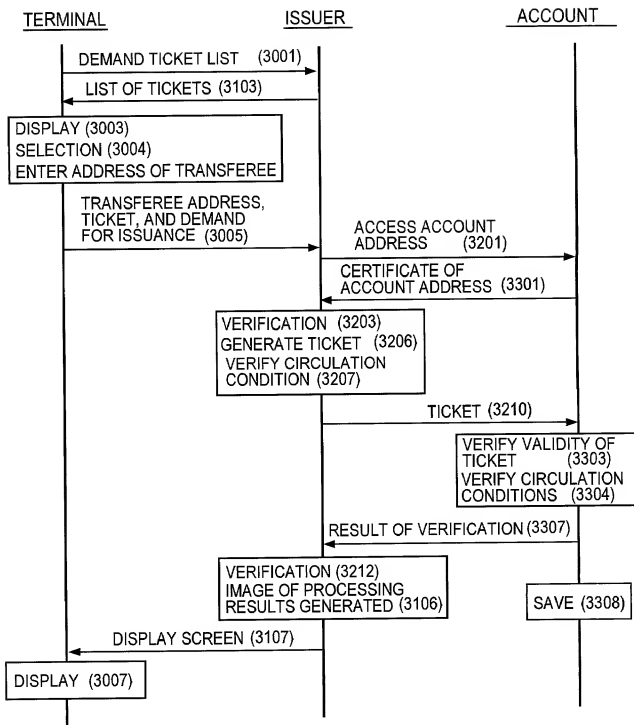 TERMINAL
ISSUER
ACCOUNT
DEMAND TICKET LIST (3001)
LIST OF TICKETS (3103)
DISPLAY (3003)
SELECTION (3004)
ENTER ADDRESS OF TRANSFEREE
TRANSFEREE ADDRESS,
TICKET, AND DEMAND
FOR ISSUANCE (3005)
ACCESS ACCOUNT
ADDRESS (3201)
CERTIFICATE OF
ACCOUNT ADDRESS (3301)
VERIFICATION (3203)
GENERATE TICKET (3206)
VERIFY CIRCULATION
CONDITION (3207)
TICKET (3210)
VERIFY VALIDITY OF
TICKET (3303)
VERIFY CIRCULATION
CONDITIONS (3304)
RESULT OF VERIFICATION (3307)
VERIFICATION (3212)
IMAGE OF PROCESSING
RESULTS GENERATED (3106)
SAVE (3308)
DISPLAY SCREEN (3107)
DISPLAY (3007)